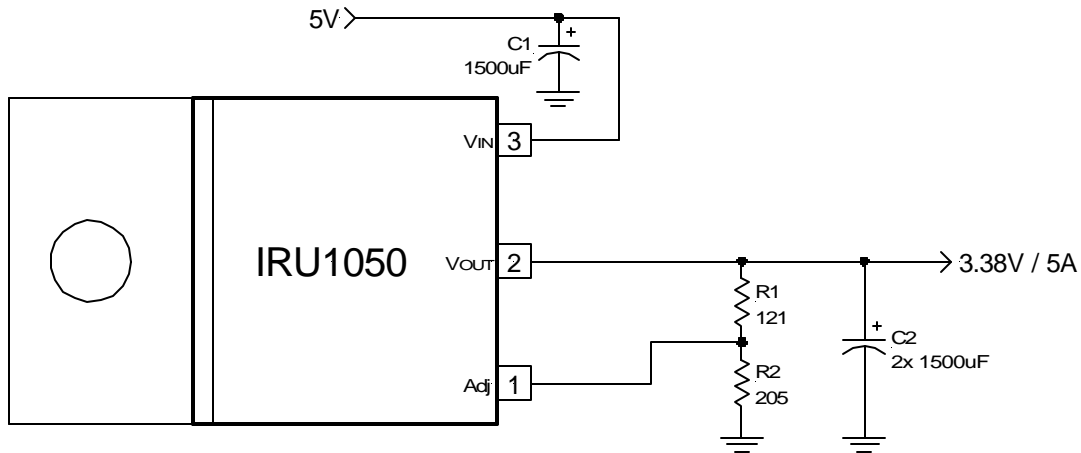 5V
C1
1500uF
VIN
3
IRU1050
VOUT
2
3.38V / 5A
R1
121
C2
2x 1500uF
Adj
1
R2
205
+
+